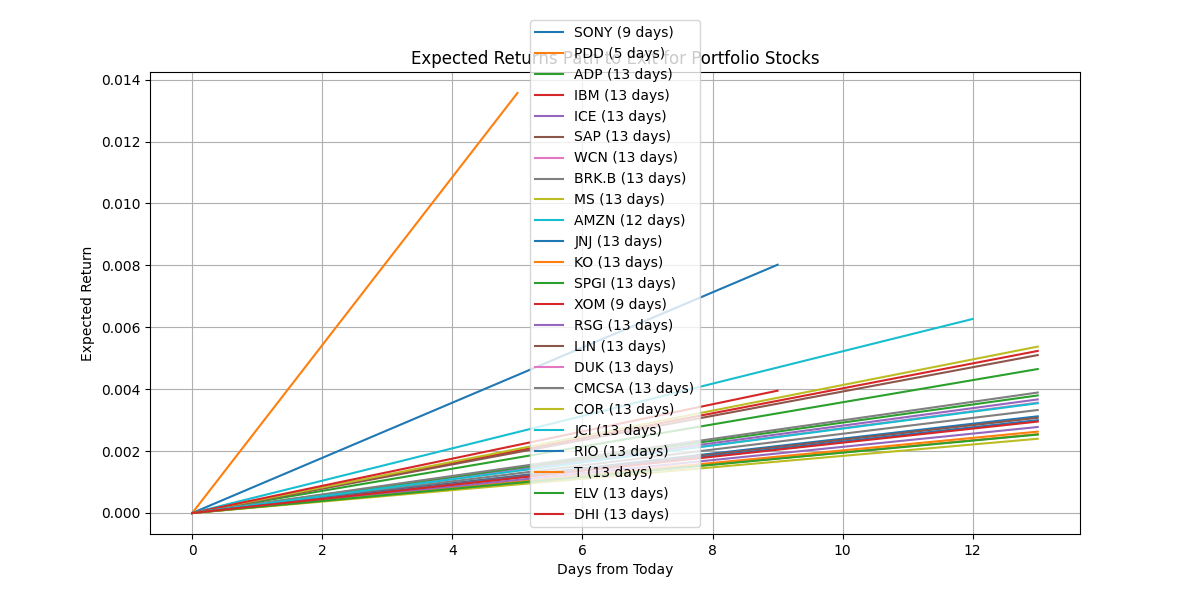 Expected Returns Path to Exit for Portfolio Stocks
SONY (9 days)
PDD (5 days)
ADP (13 days)
IBM (13 days)
ICE (13 days)
SAP (13 days)
WCN (13 days)
BRK.B (13 days)
MS (13 days)
AMZN (12 days)
JNJ (13 days)
KO (13 days)
SPGI (13 days)
XOM (9 days)
RSG (13 days)
LIN (13 days)
DUK (13 days)
CMCSA (13 days)
COR (13 days)
JCI (13 days)
RIO (13 days)
T (13 days)
ELV (13 days)
DHI (13 days)
Expected Return
0.014
0.012
0.010
0.008
0.006
0.004
0.002
0.000
0 2 4 6 8 10 12
Days from Today